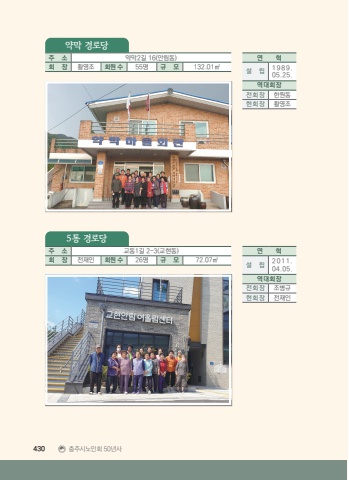 약막 경로당
주 소 약막2길 16(안림동)
회 장 황영조 회원수 55명 규 모 132.01㎡
연 혁
설 립 1989. 05.25.
역대회장
전회장 한원동
현회장 황영조
약막마을회관
5통 경로당
주 소 교동1길 2-3(교현동)
회 장 전재인 회원수 26명 규 모 72.07㎡
연 혁
설 립 2011. 04.05.
역대회장
전회장 조병규
현회장 전재인
교현안림 어울림센터
430 충주시노인회 50년사